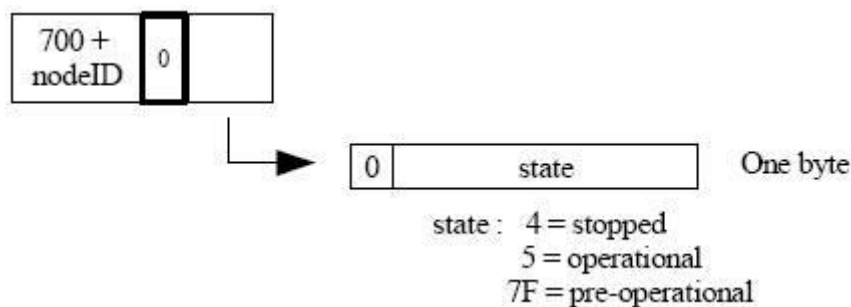 700 +
nodeID
0
0 state One byte
state : 4 = stopped
5 = operational
7F = pre-operational